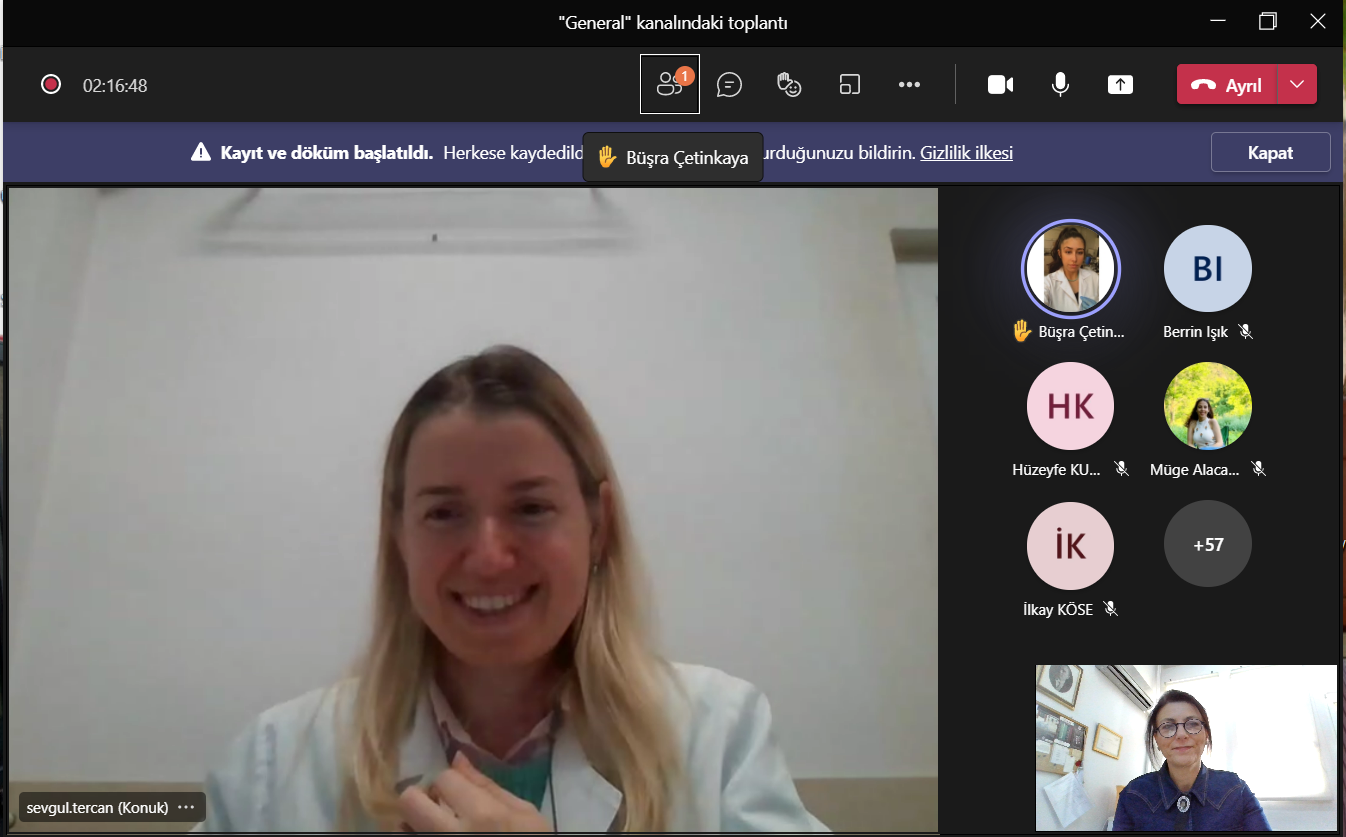 "General" kanalındaki toplantı
02:16:48
1
Ayrıl
Kayıt ve döküm başlatıldı. Herkese kaydedild
urduğunuzu bildirin. Gizlilik ilkesi
Kapat
Büşra Çetinkaya
BI
Büşra Çetin...
Berrin Işık
HK
Hüzeyfe KU...
Müge Alaca...
İK
+57
İlkay KÖSE
sevgul.tercan (Konuk)